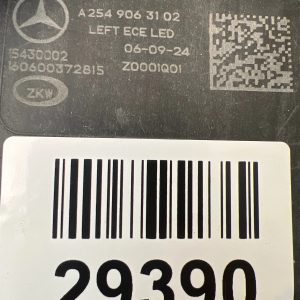 A 254 906 31 02
LEFT ECE LED
15430002 06-09-24
160600372815 Z0001Q01
ZKW
29390